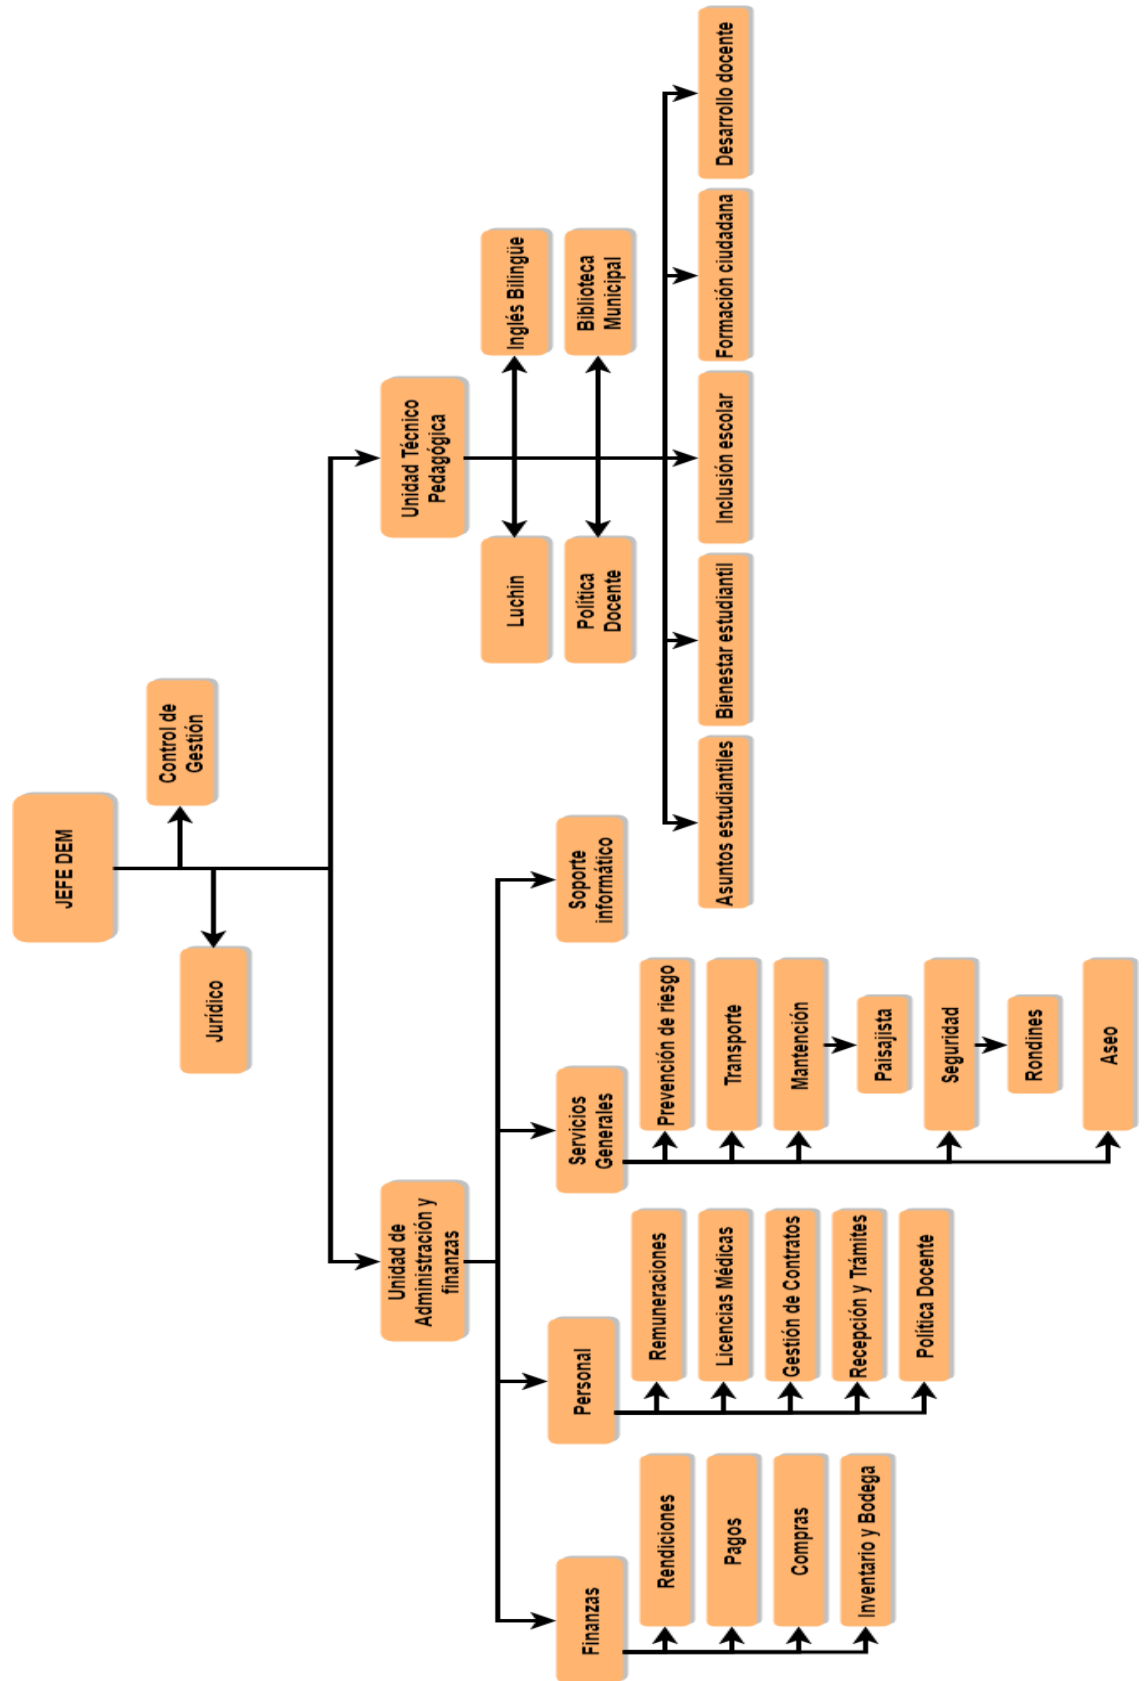 JEFE DEM
Control de
Gestión
Jurídico
Unidad de
Administración y
finanzas
Unidad Técnico
Pedagógica
Luchin
Inglés Bilingüe
Política
Docente
Biblioteca
Municipal
Finanzas
Personal
Servicios
Generales
Soporte
informático
Rendiciones
Pagos
Compras
Inventario y Bodega
Remuneraciones
Licencias Médicas
Gestión de Contratos
Recepción y Trámites
Política Docente
Prevención de riesgo
Transporte
Mantención
Paisajista
Seguridad
Rondines
Aseo
Asuntos estudiantiles
Bienestar estudiantil
Inclusión escolar
Formación ciudadana
Desarrollo docente